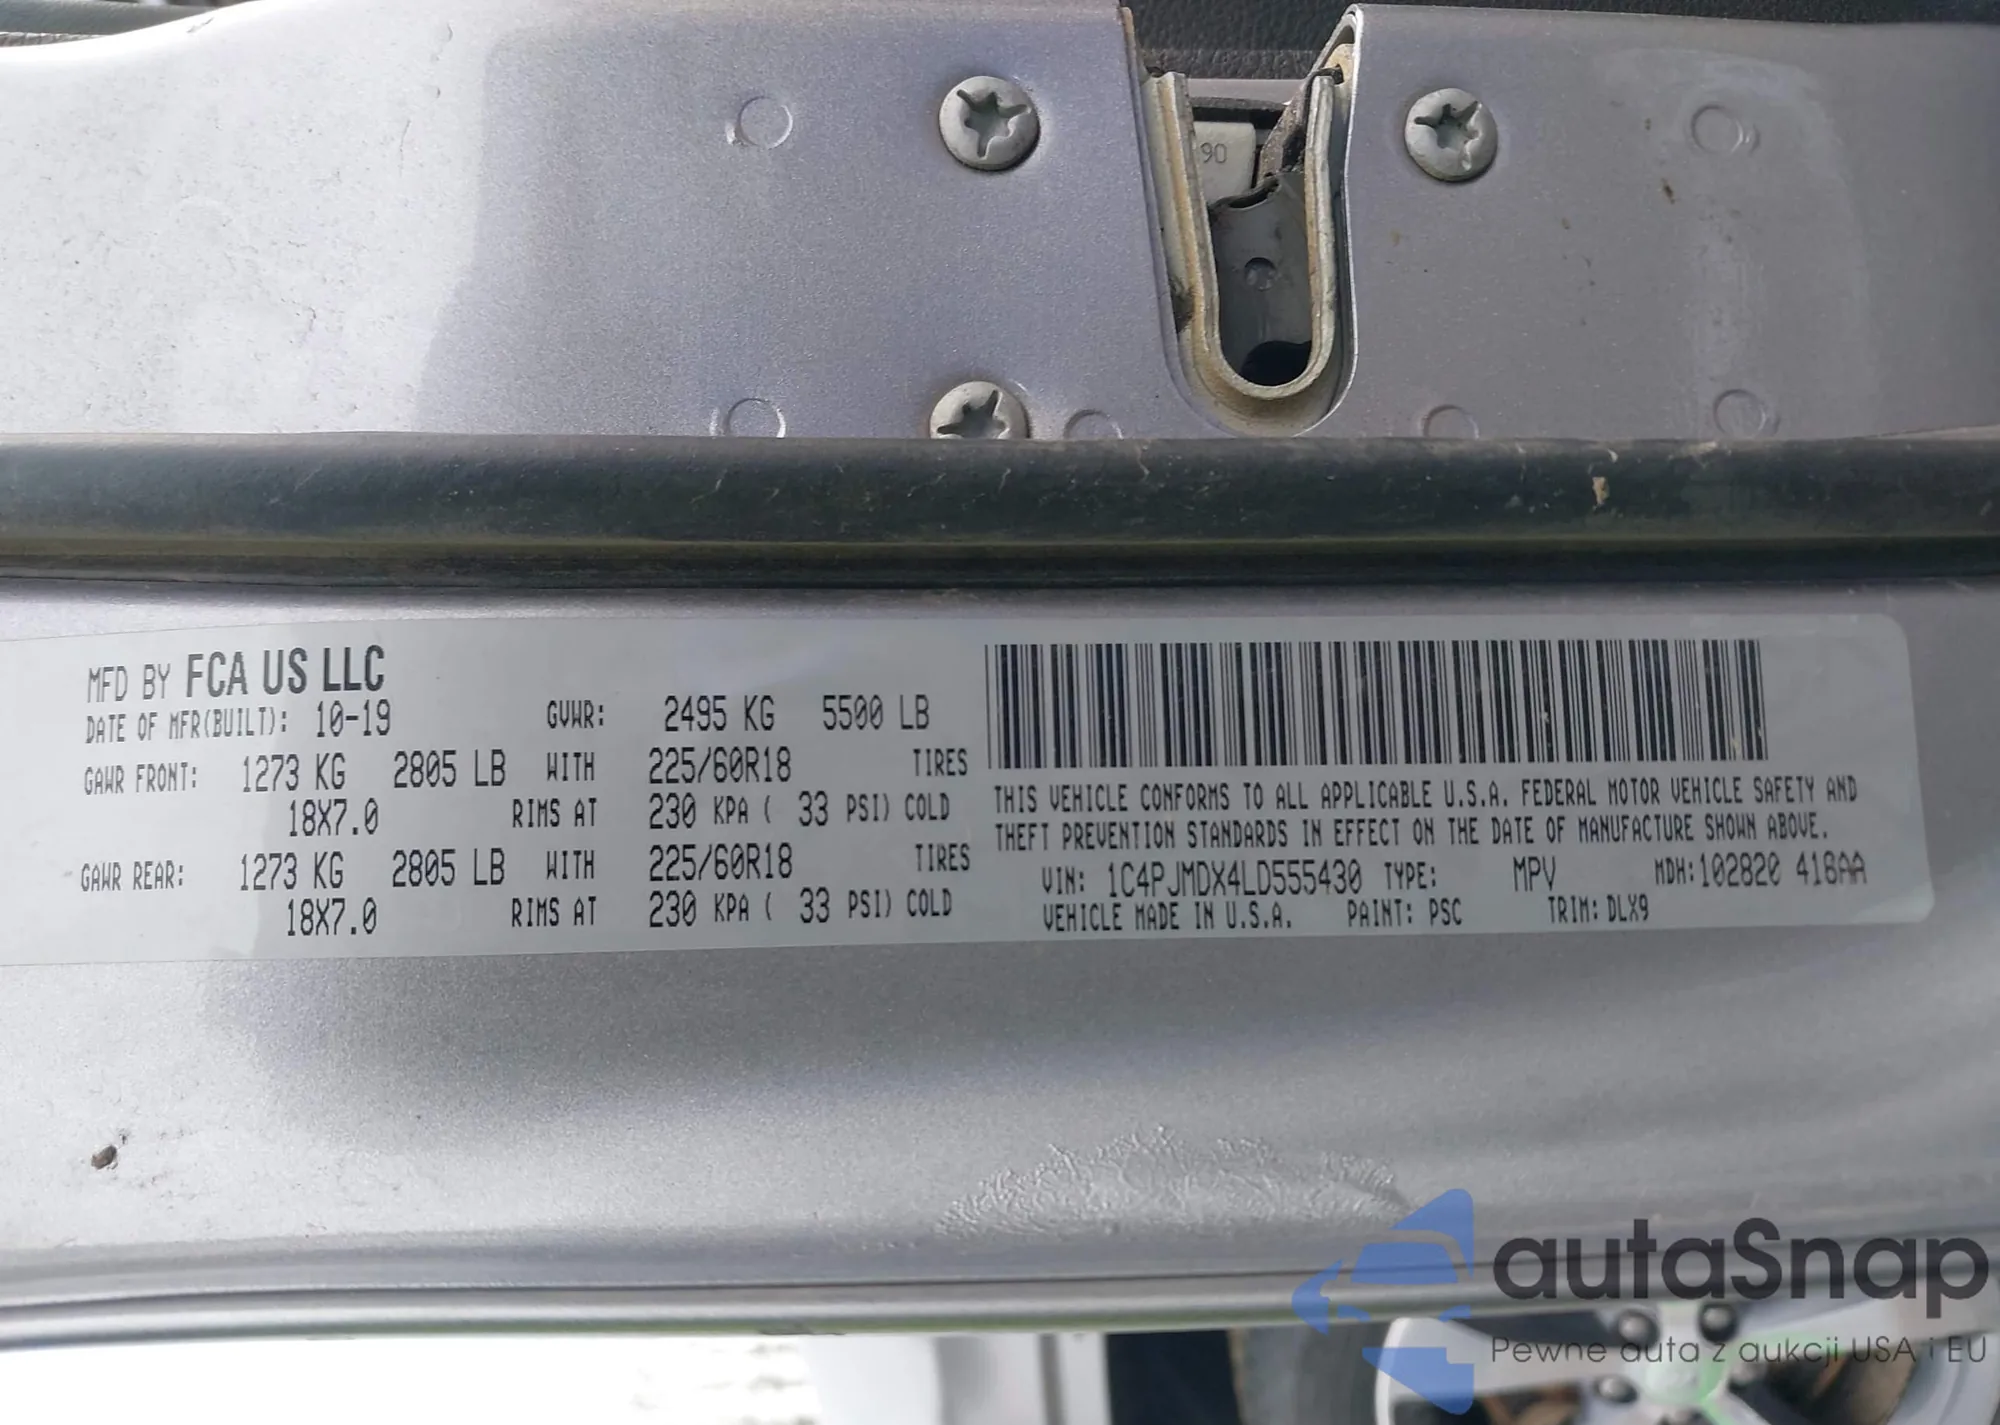 90
MFD BY FCA US LLC
DATE OF MFR(BUILT): 10-19 GVWR: 2495 KG 5500 LB
GAWR FRONT: 1273 KG 2805 LB WITH 225/60R18 TIRES
18X7.0 RIMS AT 230 KPA ( 33 PSI) COLD
GAWR REAR: 1273 KG 2805 LB WITH 225/60R18 TIRES
18X7.0 RIMS AT 230 KPA ( 33 PSI) COLD
THIS VEHICLE CONFORMS TO ALL APPLICABLE U.S.A. FEDERAL MOTOR VEHICLE SAFETY AND
THEFT PREVENTION STANDARDS IN EFFECT ON THE DATE OF MANUFACTURE SHOWN ABOVE.
VIN: 1C4PJMDX4LD555430 TYPE: MPV MDH: 102820 418AA
VEHICLE MADE IN U.S.A. PAINT: PSC TRIM: DLX9
autaSnap
Pewne auta z aukcji USA i EU